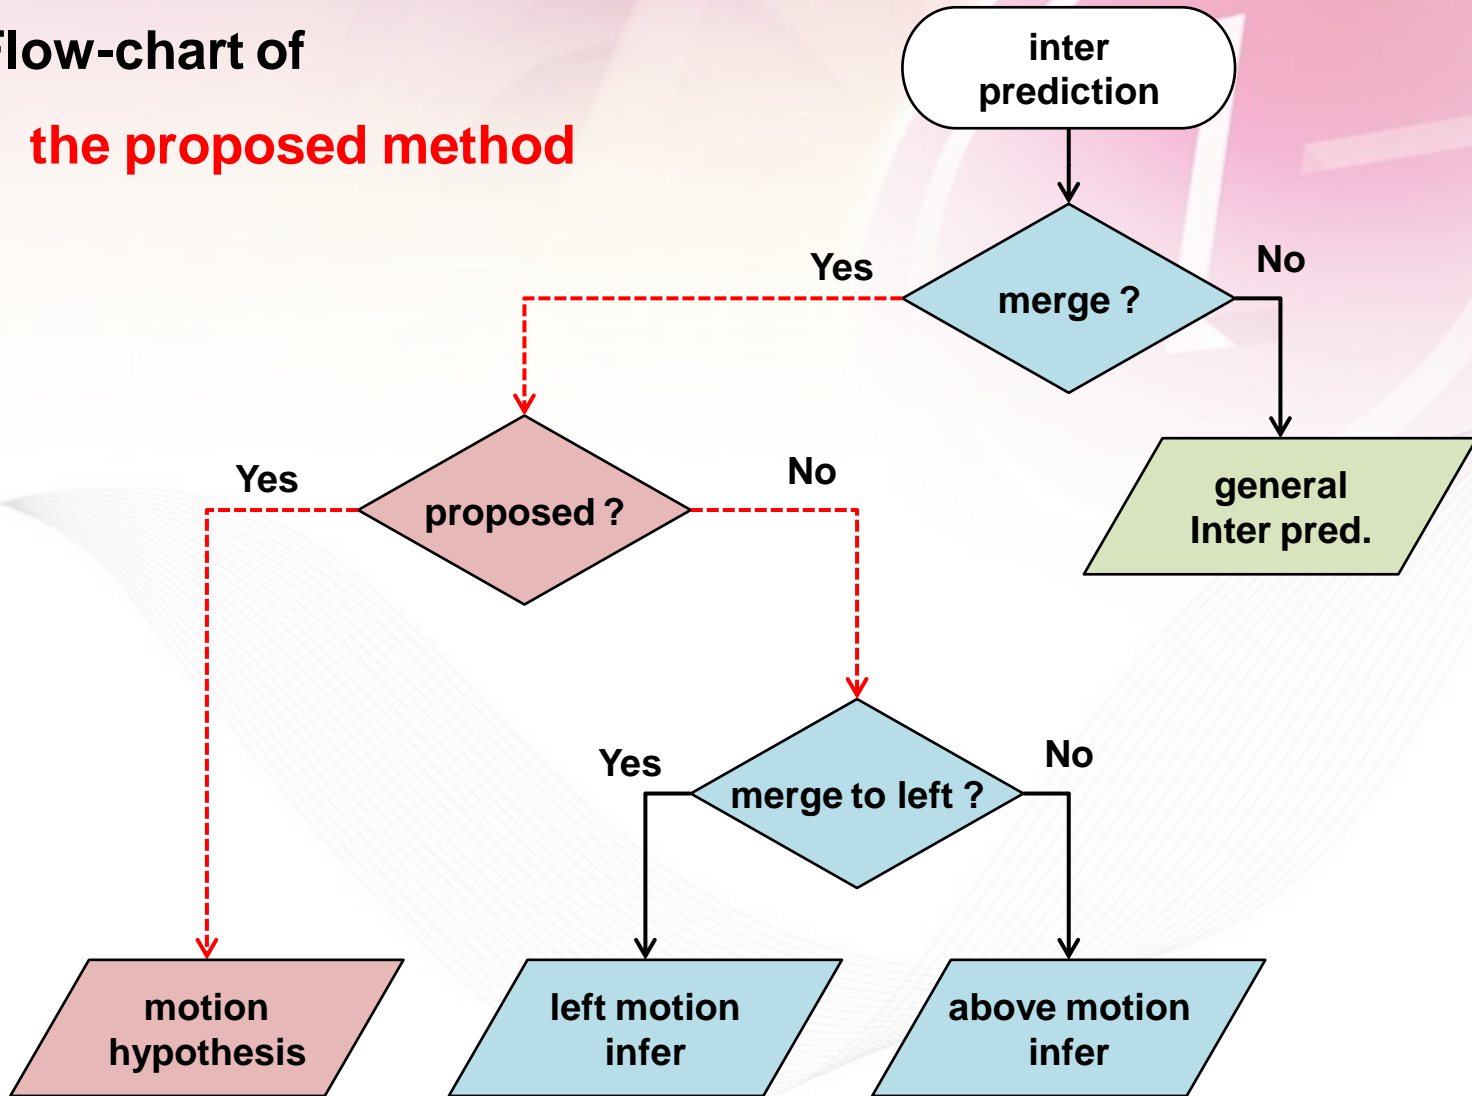 Flow-chart of
the proposed method
inter
prediction
Yes
No
merge ?
Yes
No
proposed ?
general
Inter pred.
Yes
No
merge to left ?
motion
hypothesis
left motion
infer
above motion
infer